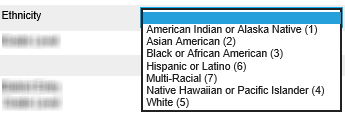 Ethnicity
American Indian or Alaska Native (1)
Asian American (2)
Black or African American (3)
Hispanic or Latino (6)
Multi-Racial (7)
Native Hawaiian or Pacific Islander (4)
White (5)